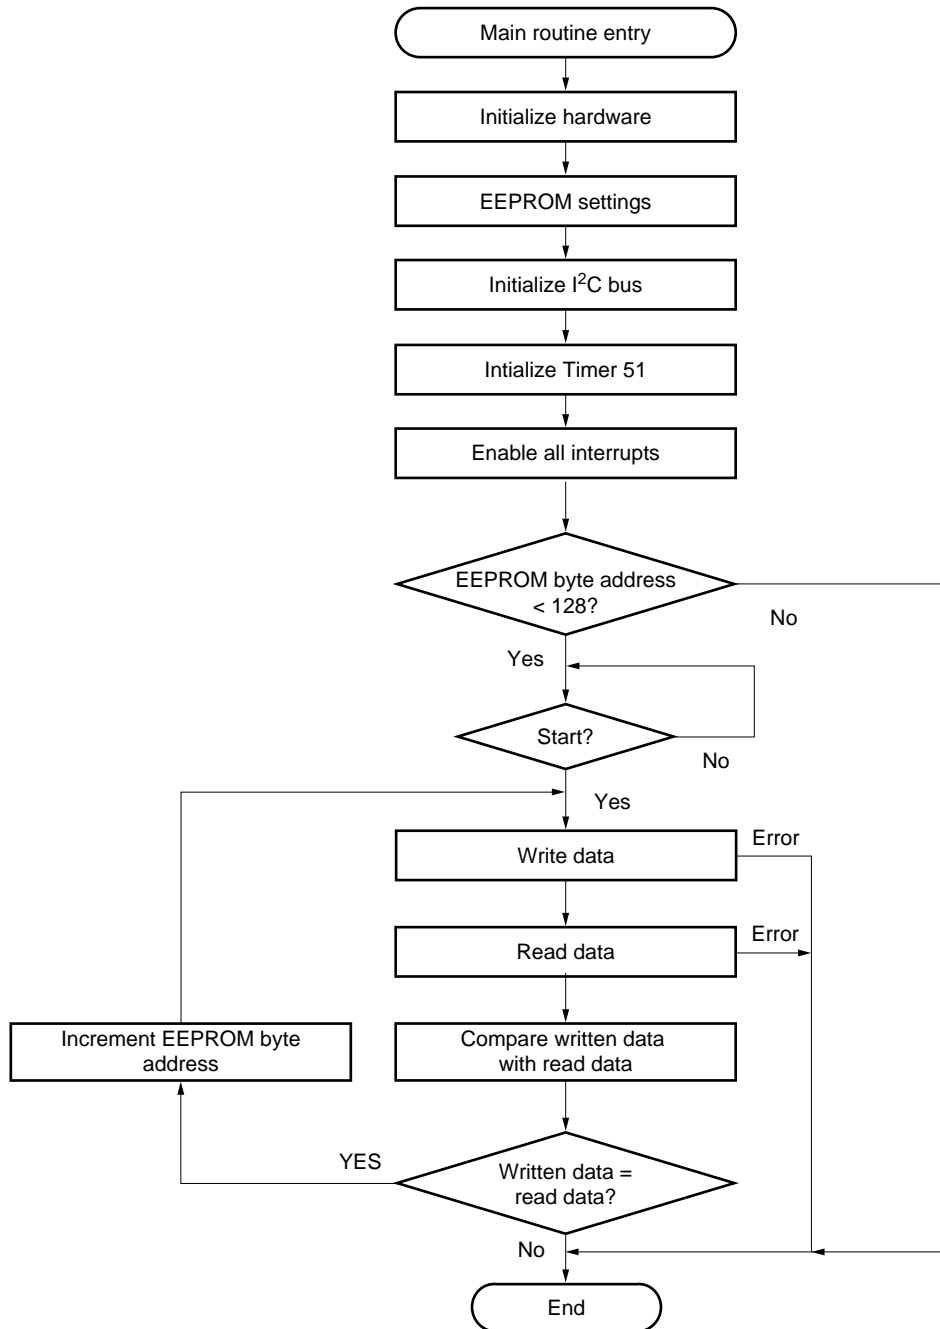 Main routine entry
Initialize hardware
EEPROM settings
Initialize I²C bus
Intialize Timer 51
Enable all interrupts
EEPROM byte address
< 128?
No
Yes
Start?
No
Yes
Error
Write data
Error
Read data
Increment EEPROM byte
address
Compare written data
with read data
YES
Written data =
read data?
No
End